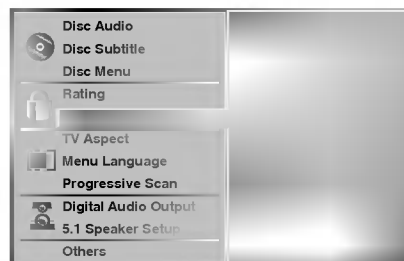 Disc Audio
Disc Subtitle
Disc Menu
Rating
TV Aspect
Menu Language
Progressive Scan
Digital Audio Output
5.1 Speaker Setup
Others